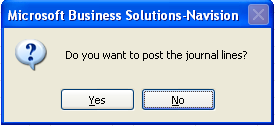 Microsoft Business Solutions-Navision
Do you want to post the journal lines?
Yes No